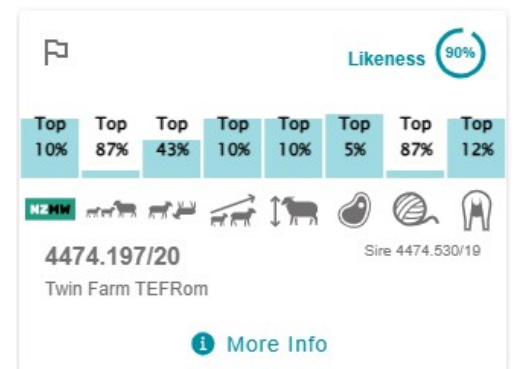 Likeness 90%
Top Top Top Top Top Top Top Top
10% 87% 43% 10% 10% 5% 87% 12%
NZMW
4474.197/20 Sire 4474.530/19
Twin Farm TEFRom
More Info